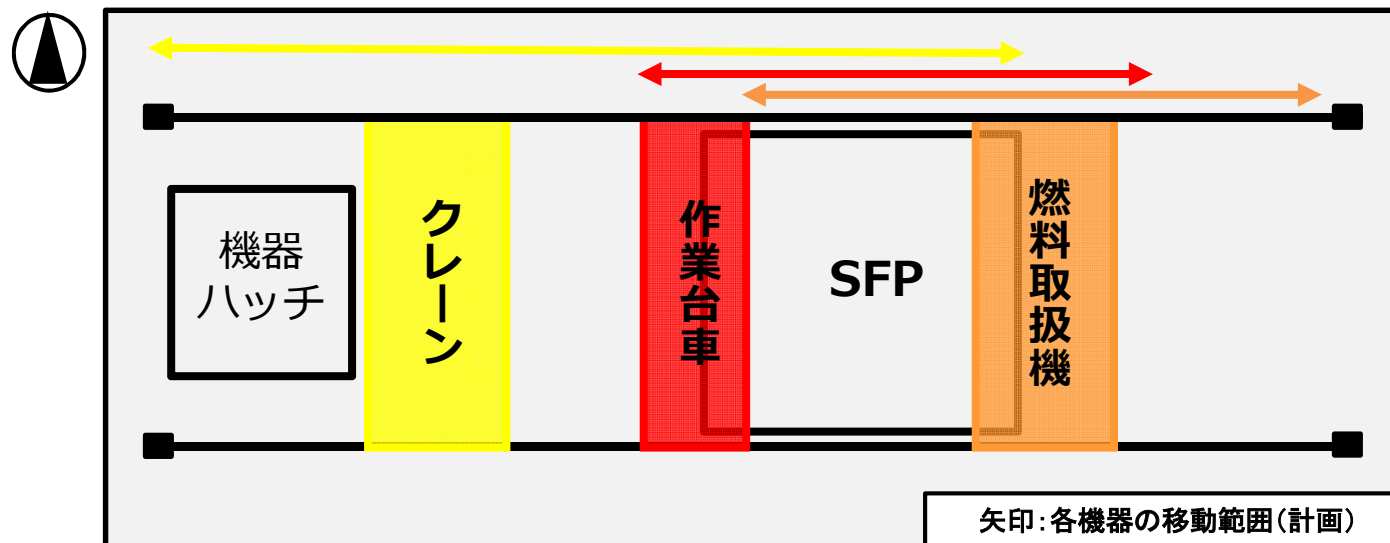 機器
ハッチ
クレーン
作業台車
SFP
燃料取扱機
矢印：各機器の移動範囲（計画）